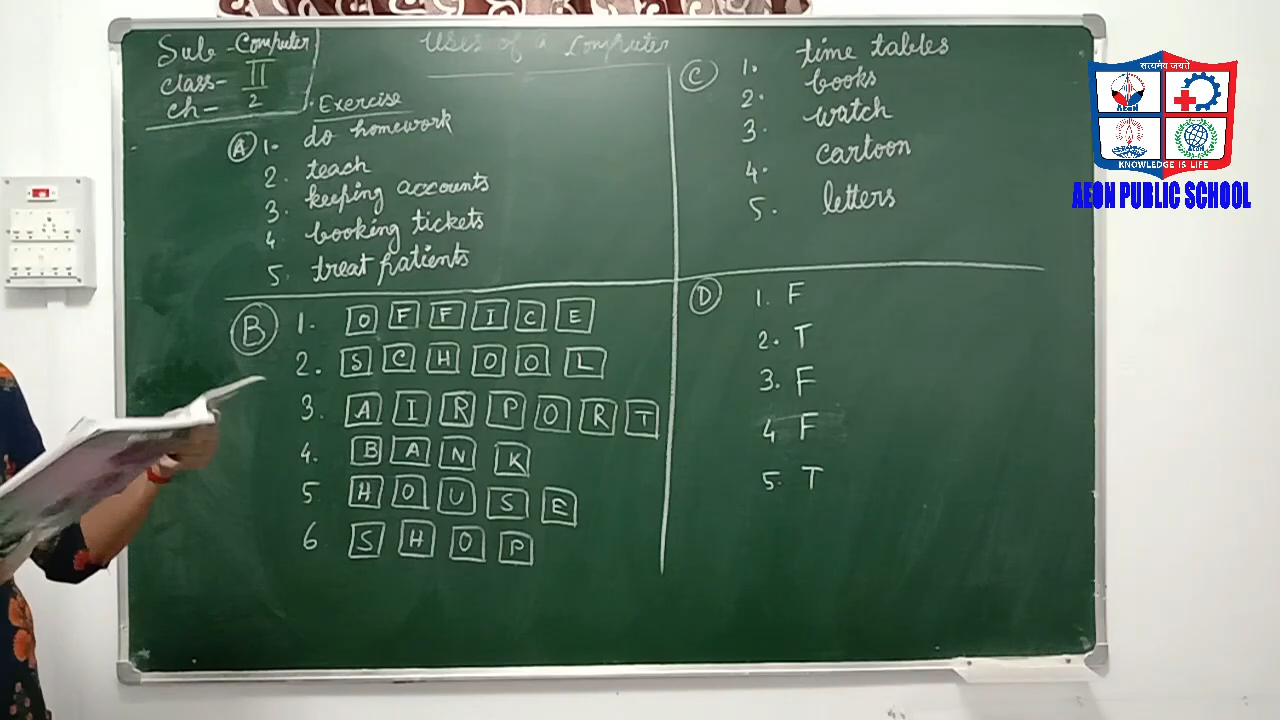 Sub - Computer
Class - II
Ch - 2
Uses of a Computer
Exercise
A 1. do homework
2. teach
3. keeping accounts
4 booking tickets
5. treat patients
B 1. O F F I C E
2. S C H O O L
3. A I R P O R T
4. B A N K
5 H O U S E
6 S H O P
C 1. time tables
2. books
3. watch
4. cartoon
5. letters
D 1. F
2. T
3. F
4 F
5. T
सत्यमेव जयते
AEON
KNOWLEDGE IS LIFE
AEON PUBLIC SCHOOL